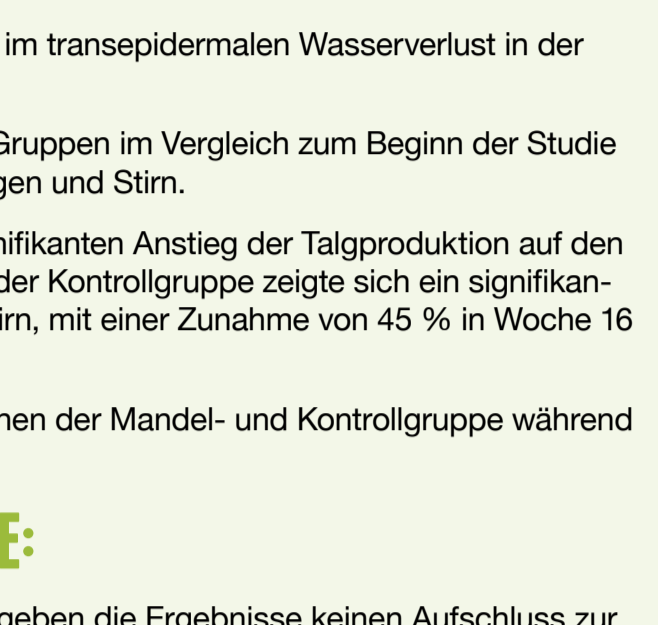 im transepidermalen Wasserverlust in der
Gruppen im Vergleich zum Beginn der Studie
gen und Stirn.
nifikanten Anstieg der Talgproduktion auf den
der Kontrollgruppe zeigte sich ein signifikan-
irn, mit einer Zunahme von 45 % in Woche 16
nen der Mandel- und Kontrollgruppe während
E:
geben die Ergebnisse keinen Aufschluss zur